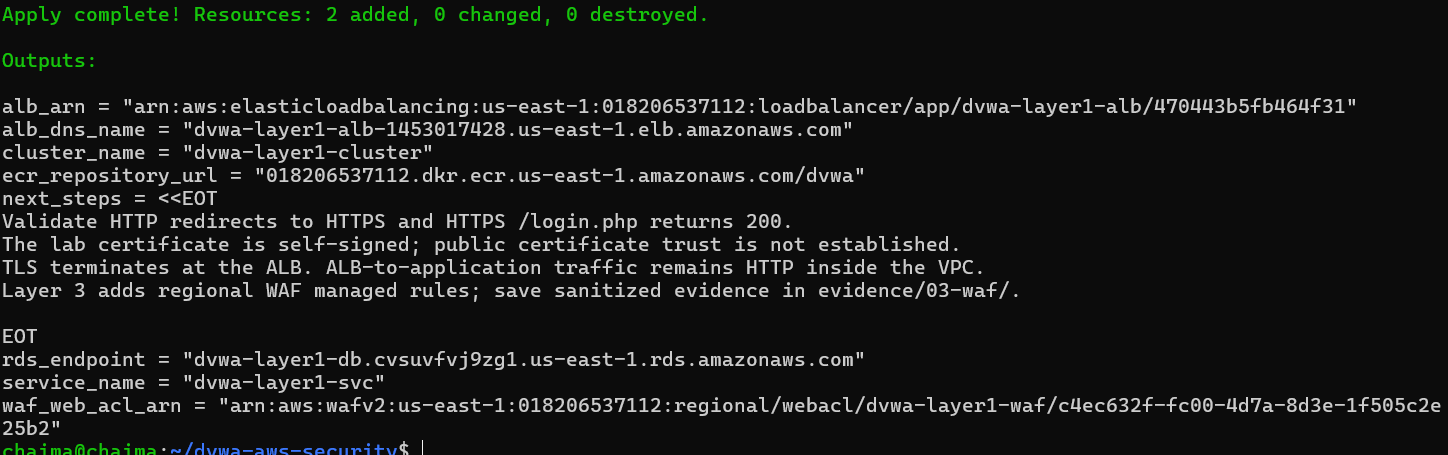 Apply complete! Resources: 2 added, 0 changed, 0 destroyed.
Outputs:
alb_arn = "arn:aws:elasticloadbalancing:us-east-1:018206537112:loadbalancer/app/dvwa-layer1-alb/470443b5fb464f31"
alb_dns_name = "dvwa-layer1-alb-1453017428.us-east-1.elb.amazonaws.com"
cluster_name = "dvwa-layer1-cluster"
ecr_repository_url = "018206537112.dkr.ecr.us-east-1.amazonaws.com/dvwa"
next_steps = <<EOT
Validate HTTP redirects to HTTPS and HTTPS /login.php returns 200.
The lab certificate is self-signed; public certificate trust is not established.
TLS terminates at the ALB. ALB-to-application traffic remains HTTP inside the VPC.
Layer 3 adds regional WAF managed rules; save sanitized evidence in evidence/03-waf/.
EOT
rds_endpoint = "dvwa-layer1-db.cvsuvfvj9zg1.us-east-1.rds.amazonaws.com"
service_name = "dvwa-layer1-svc"
waf_web_acl_arn = "arn:aws:wafv2:us-east-1:018206537112:regional/webacl/dvwa-layer1-waf/c4ec632f-fc00-4d7a-8d3e-1f505c2e
25b2"
chaima@chaima:~/dvwa-aws-security$